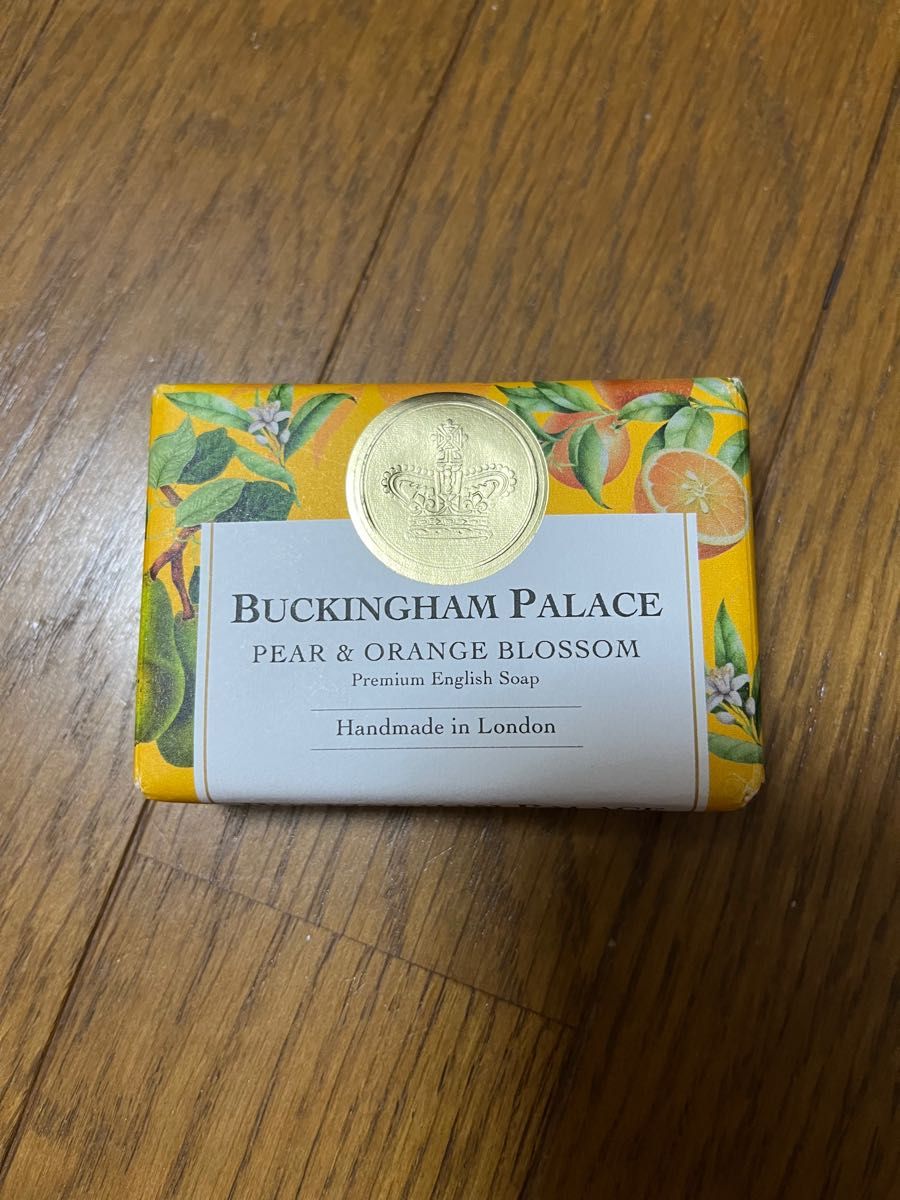 BUCKINGHAM PALACE
PEAR & ORANGE BLOSSOM
Premium English Soap
Handmade in London